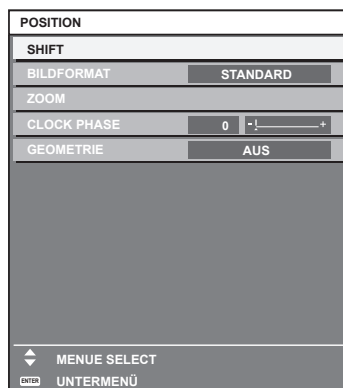 POSITION
SHIFT
BILDFORMAT STANDARD
ZOOM
CLOCK PHASE 0 - +
GEOMETRIE AUS
MENUE SELECT
ENTER UNTERMENÜ